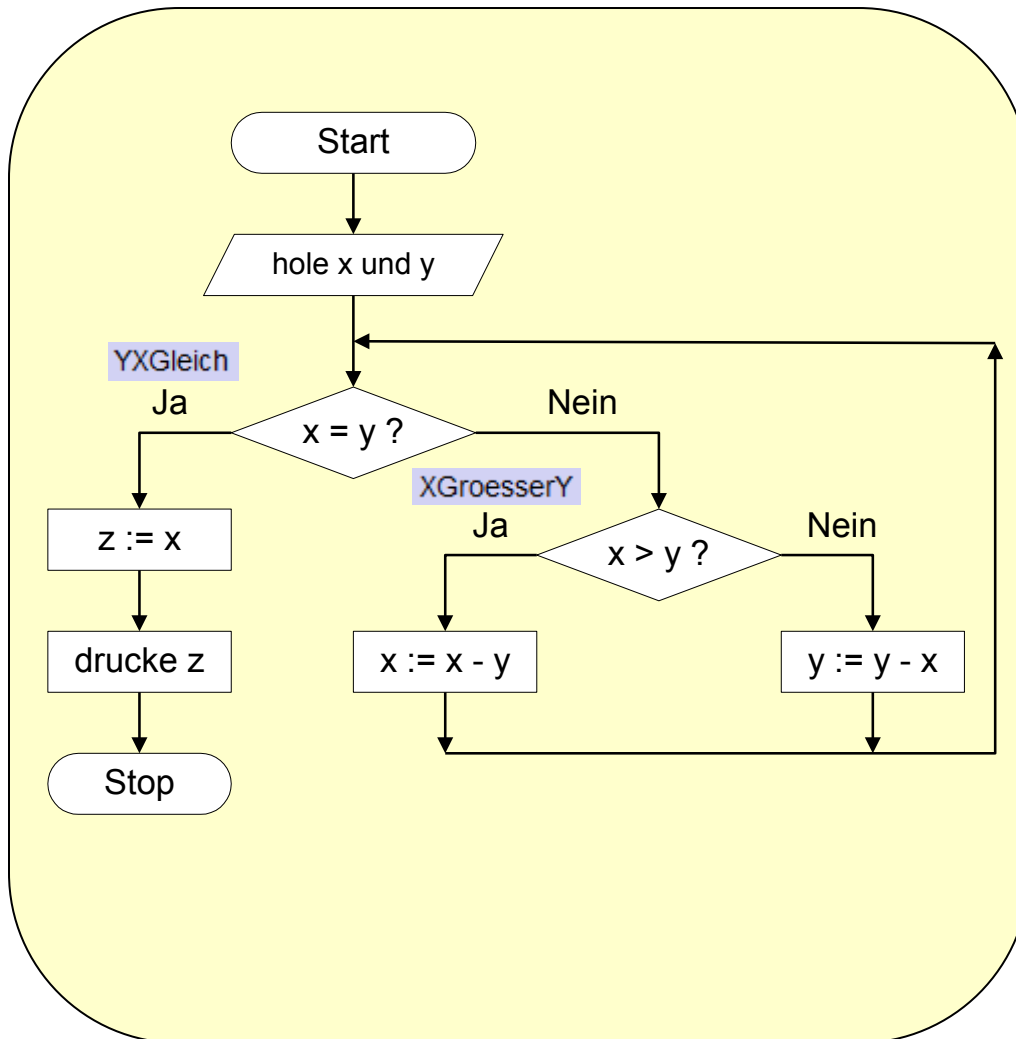 Start
hole x und y
YXGleich
Ja
Nein
x = y ?
XGroesserY
z := x
Ja
Nein
x > y ?
drucke z
x := x - y
y := y - x
Stop